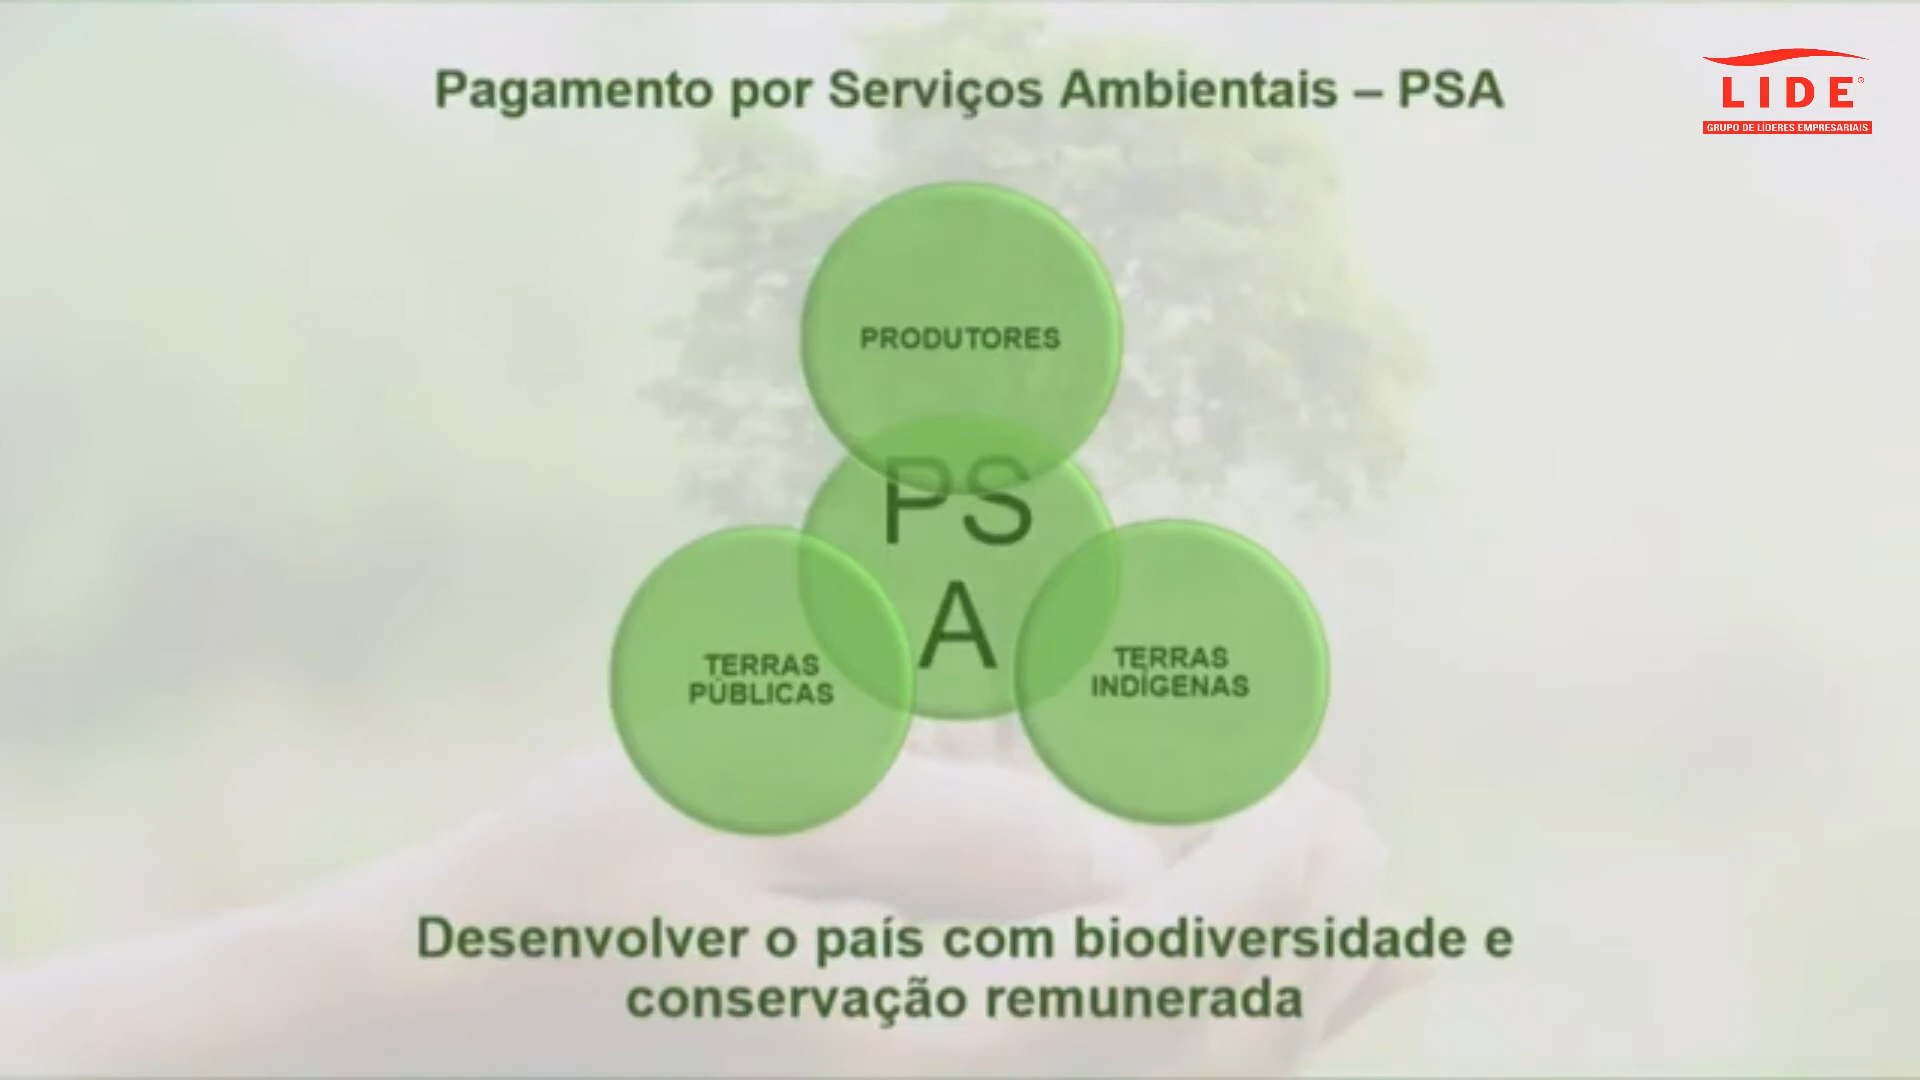 Pagamento por Serviços Ambientais – PSA
LIDE®
GRUPO DE LÍDERES EMPRESARIAIS
PRODUTORES
PS
A
TERRAS
PÚBLICAS
TERRAS
INDÍGENAS
Desenvolver o país com biodiversidade e
conservação remunerada